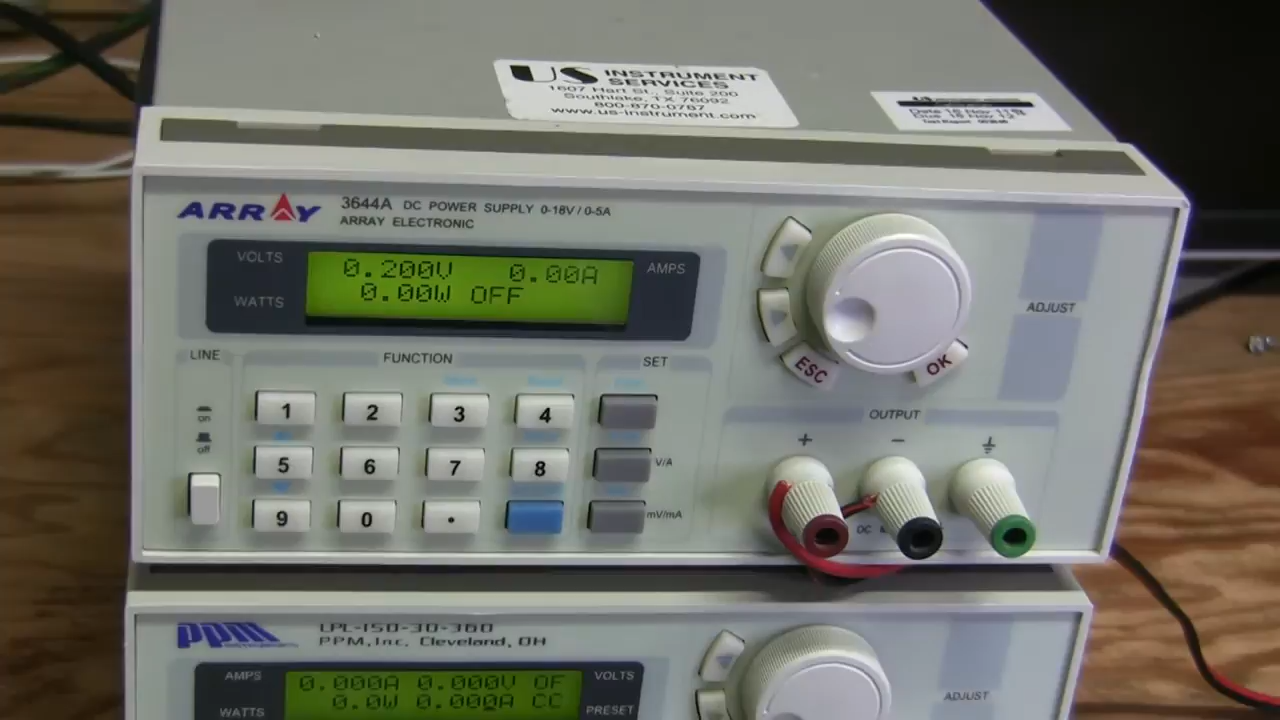 US INSTRUMENT
SERVICES
1607 Hart St., Suite 200
Southlake, TX 76092
800-870-0787
www.us-instrument.com
ARRAY
3644A DC POWER SUPPLY 0-18V / 0-5A
ARRAY ELECTRONIC
VOLTS
WATTS
0.200V 0.00A
0.00W OFF
AMPS
ADJUST
ESC
OK
LINE
FUNCTION
SET
on
off
1 2 3 4
5 6 7 8
9 0 .
V/A
mV/mA
OUTPUT
+ -
DC
ppm
LPL-150-30-360
PPM, Inc. Cleveland, OH
AMPS
WATTS
0.000A 0.000V OF
0.0W 0.000A CC
VOLTS
PRESET
ADJUST